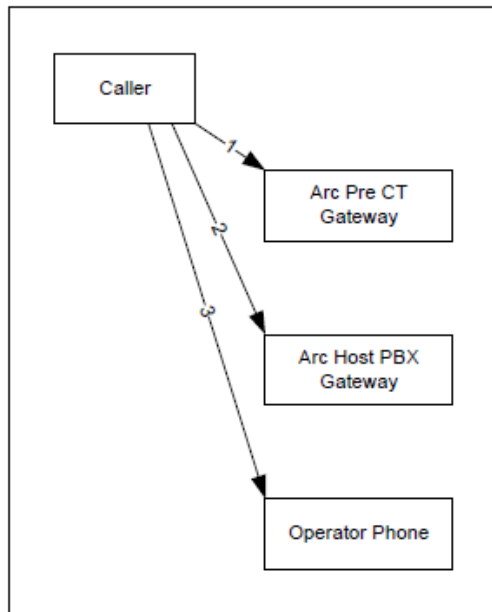 Caller
1
Arc Pre CT
Gateway
2
3
Arc Host PBX
Gateway
Operator Phone